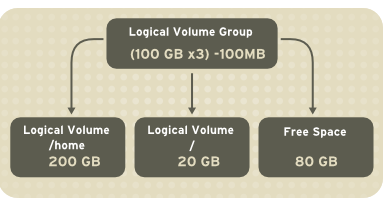 Logical Volume Group
(100 GB x3) -100MB
Logical Volume
/home
200 GB
Logical Volume
/
20 GB
Free Space
80 GB